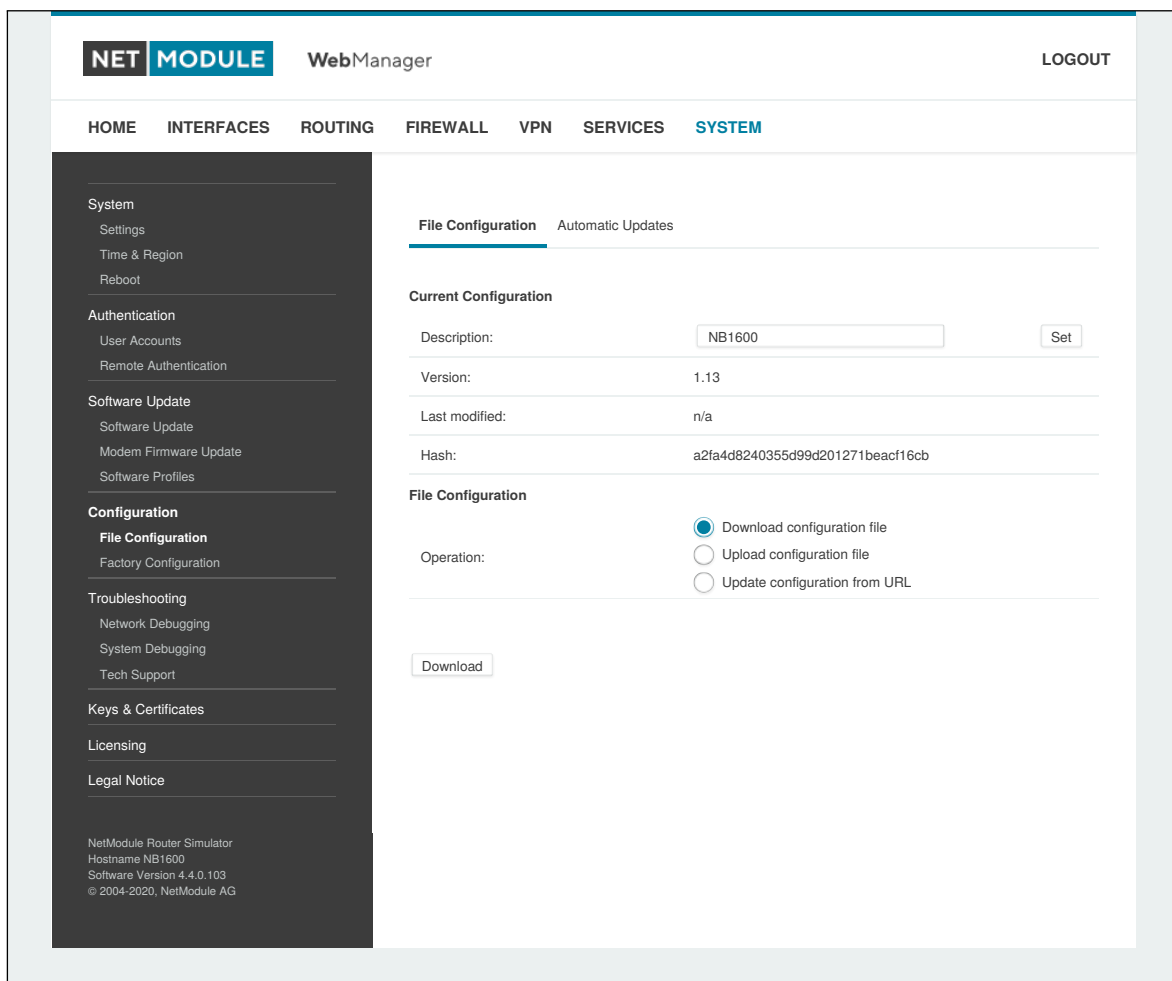 NET MODULE WebManager LOGOUT
HOME INTERFACES ROUTING FIREWALL VPN SERVICES SYSTEM
System
Settings
Time & Region
Reboot
Authentication
User Accounts
Remote Authentication
Software Update
Software Update
Modem Firmware Update
Software Profiles
Configuration
File Configuration
Factory Configuration
Troubleshooting
Network Debugging
System Debugging
Tech Support
Keys & Certificates
Licensing
Legal Notice
NetModule Router Simulator
Hostname NB1600
Software Version 4.4.0.103
© 2004-2020, NetModule AG
File Configuration Automatic Updates
Current Configuration
Description: NB1600 Set
Version: 1.13
Last modified: n/a
Hash: a2fa4d8240355d99d201271beacf16cb
File Configuration
Operation:
Download configuration file
Upload configuration file
Update configuration from URL
Download